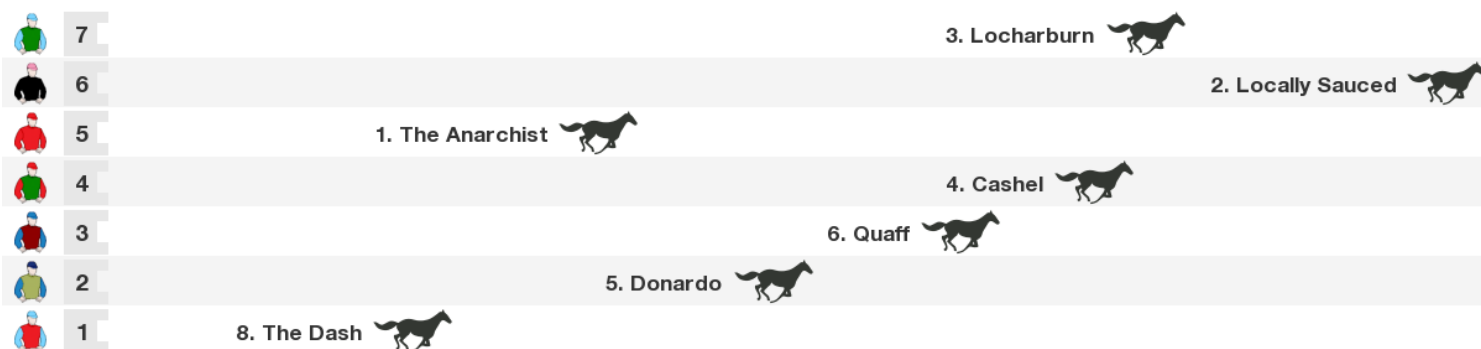 7 3. Locharburn
6 2. Locally Sauced
5 1. The Anarchist
4 4. Cashel
3 6. Quaff
2 5. Donardo
1 8. The Dash